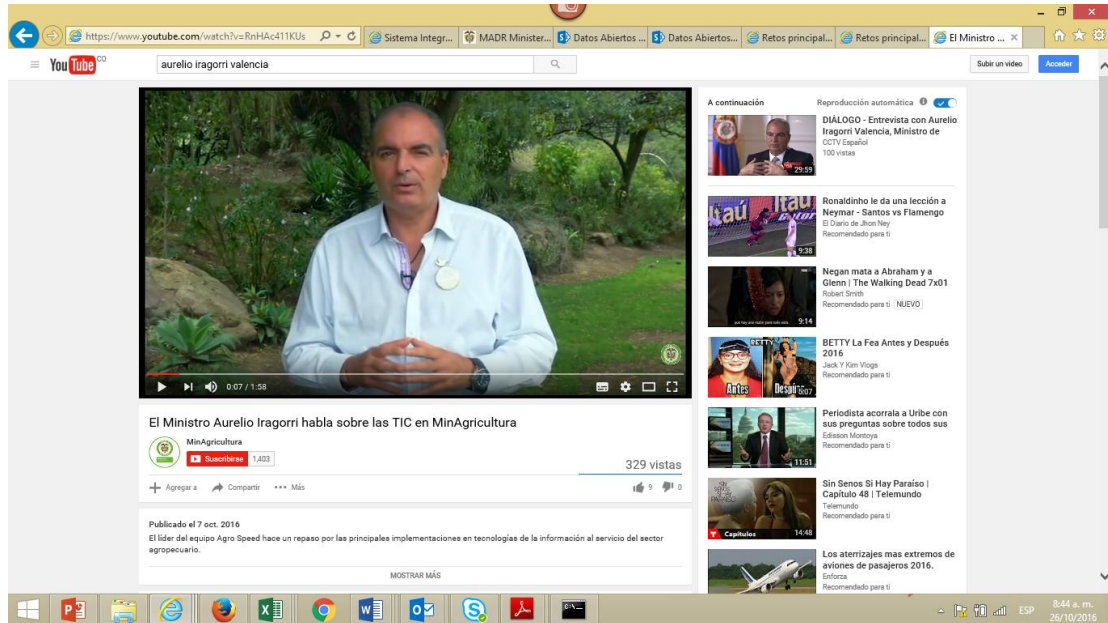 https://www.youtube.com/watch?v=RnHAc411KUs
Sistema Integr...
MADR Minister...
Datos Abiertos ...
Datos Abiertos...
Retos principal...
Retos principal...
El Ministro ...
YouTube CO
aurelio iragorri valencia
Subir un video
Acceder
0:07 / 1:58
El Ministro Aurelio Iragorri habla sobre las TIC en MinAgricultura
MinAgricultura
Suscribirse 1,403
329 vistas
Agregar a Compartir Más
9 0
Publicado el 7 oct. 2016
El líder del equipo Agro Speed hace un repaso por las principales implementaciones en tecnologías de la información al servicio del sector
agropecuario.
MOSTRAR MÁS
A continuación
Reproducción automática
DIÁLOGO - Entrevista con Aurelio
Iragorri Valencia, Ministro de
CCTV Español
100 vistas
29:59
Ronaldinho le da una lección a
Neymar - Santos vs Flamengo
El Diario de Jhon Ney
Recomendado para ti
Itaú Itaú
9:38
Negan mata a Abraham y a
Glenn | The Walking Dead 7x01
Robert Smith
Recomendado para ti NUEVO
9:14
BETTY La Fea Antes y Después
2016
Jack Y Kim Vlogs
Recomendado para ti
BETTY
Antes
5:07
Periodista acorrala a Uribe con
sus preguntas sobre todos sus
Edisson Montoya
Recomendado para ti
11:51
Sin Senos Si Hay Paraíso |
Capítulo 48 | Telemundo
Telemundo
Recomendado para ti
Capítulos
14:48
Los aterrizajes mas extremos de
aviones de pasajeros 2016.
Enforza
Recomendado para ti
ESP
8:44 a. m.
26/10/2016